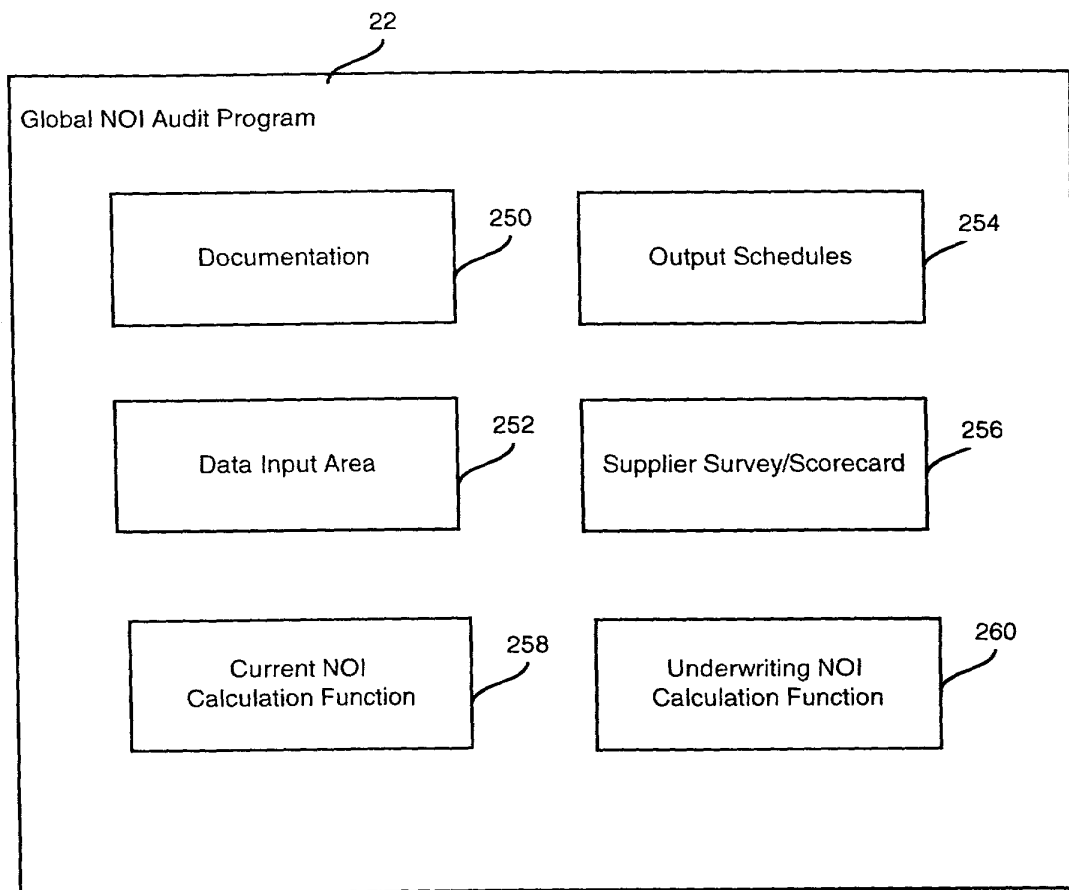 22
Global NOI Audit Program
Documentation
250
Output Schedules
254
Data Input Area
252
Supplier Survey/Scorecard
256
Current NOI
Calculation Function
258
Underwriting NOI
Calculation Function
260